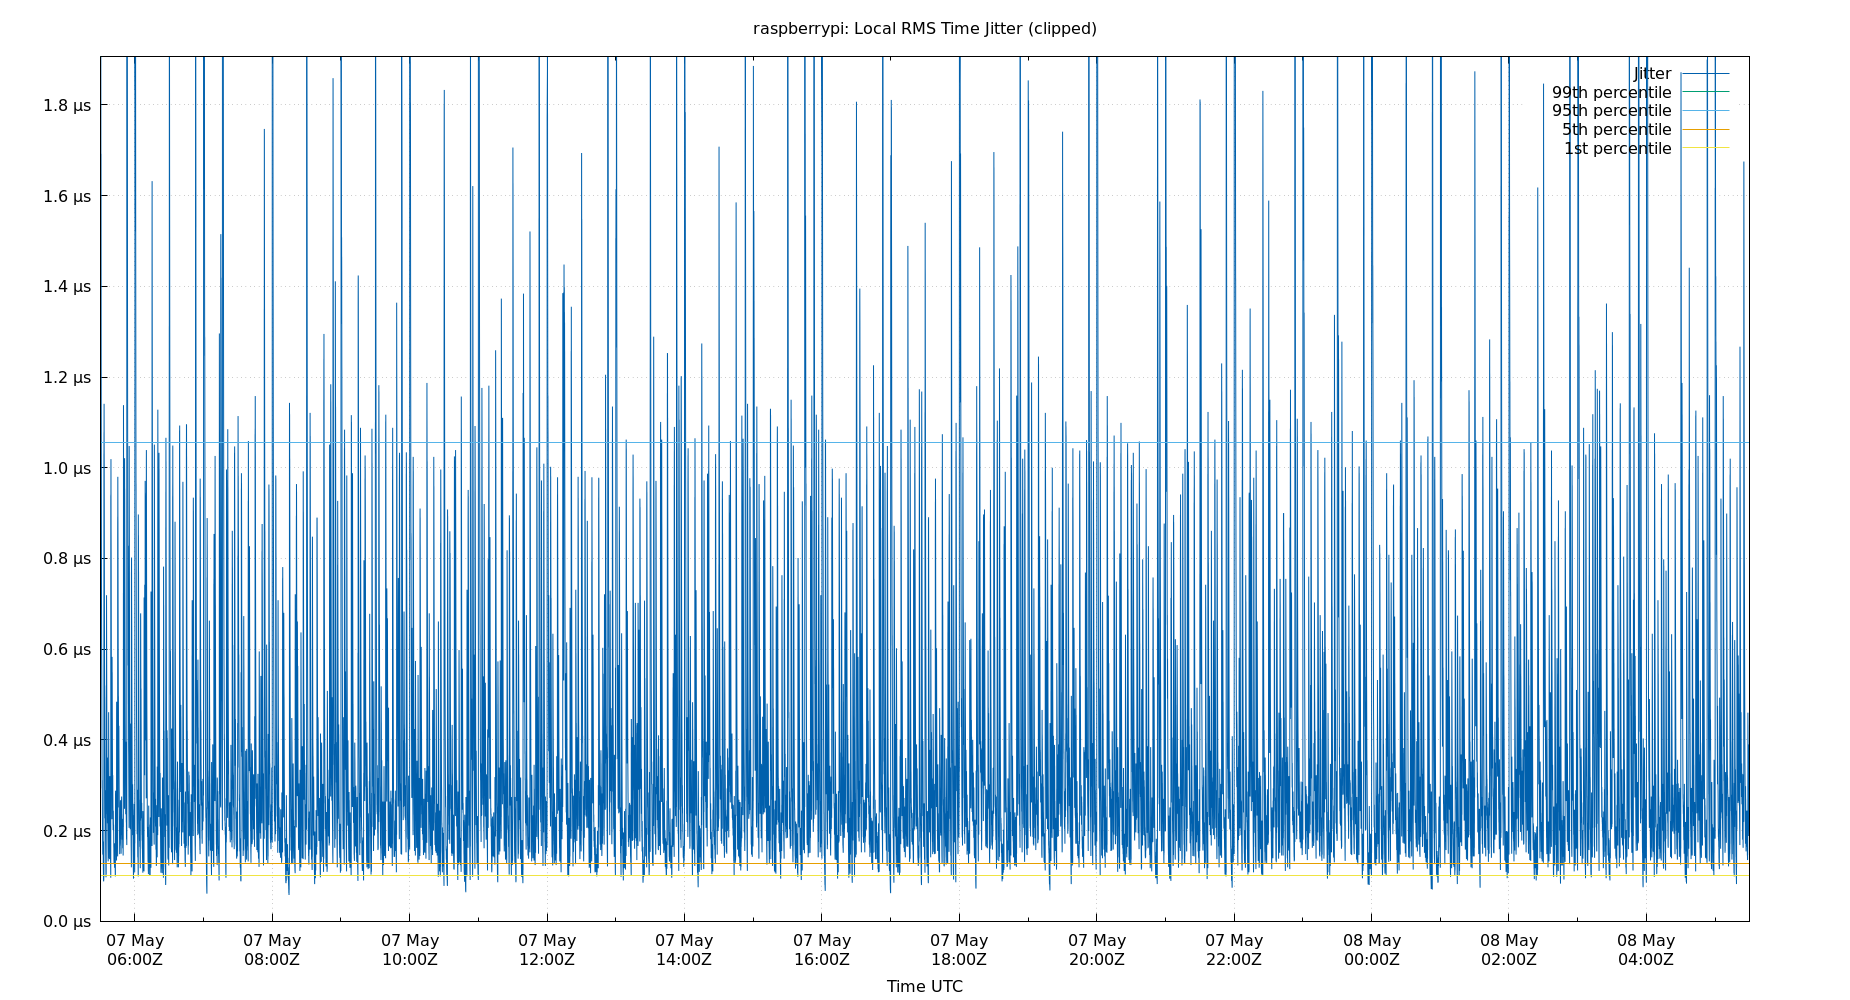 raspberrypi: Local RMS Time Jitter (clipped)
Jitter
99th percentile
95th percentile
5th percentile
1st percentile
1.8 µs
1.6 µs
1.4 µs
1.2 µs
1.0 µs
0.8 µs
0.6 µs
0.4 µs
0.2 µs
0.0 µs
07 May 07 May 07 May 07 May 07 May 07 May 07 May 07 May 07 May 08 May 08 May 08 May
06:00Z 08:00Z 10:00Z 12:00Z 14:00Z 16:00Z 18:00Z 20:00Z 22:00Z 00:00Z 02:00Z 04:00Z
Time UTC